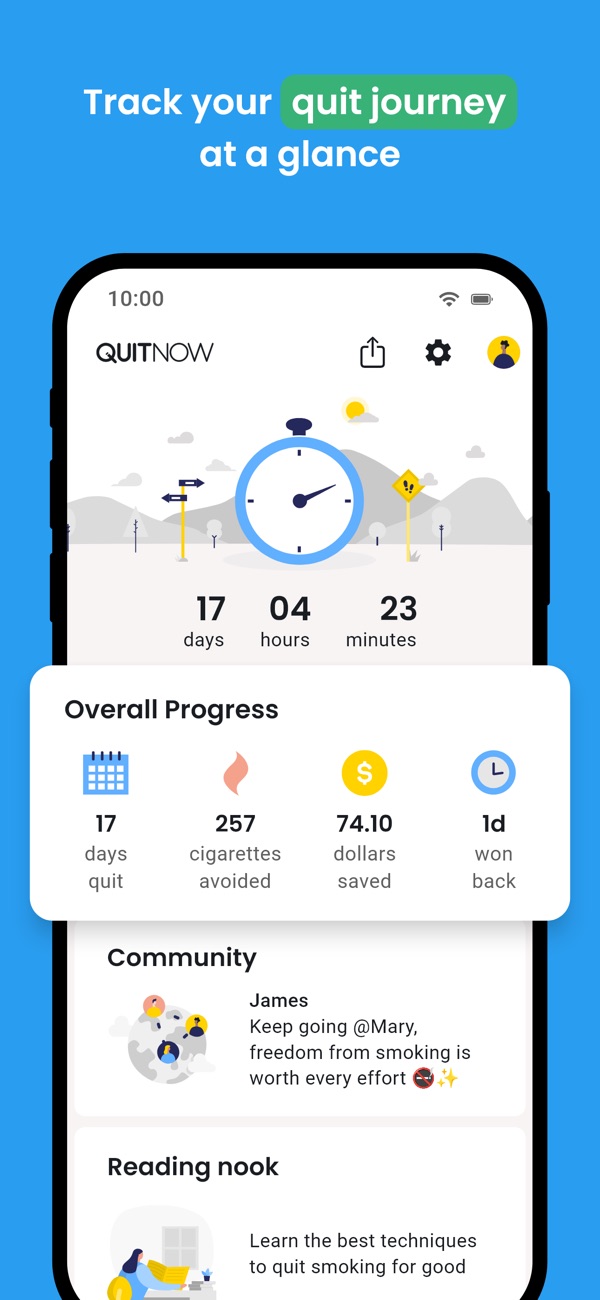 Track your quit journey
at a glance
10:00
QUITNOW
17 04 23
days hours minutes
Overall Progress
$
17 257 74.10 1d
days cigarettes dollars won
quit avoided saved back
Community
James
Keep going @Mary,
freedom from smoking is
worth every effort 🚭✨
Reading nook
Learn the best techniques
to quit smoking for good